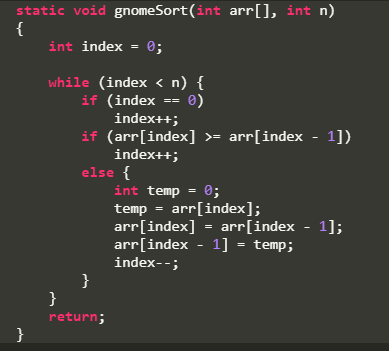 static void gnomeSort(int arr[], int n)
{
    int index = 0;

    while (index < n) {
        if (index == 0)
            index++;
        if (arr[index] >= arr[index - 1])
            index++;
        else {
            int temp = 0;
            temp = arr[index];
            arr[index] = arr[index - 1];
            arr[index - 1] = temp;
            index--;
        }
    }
    return;
}